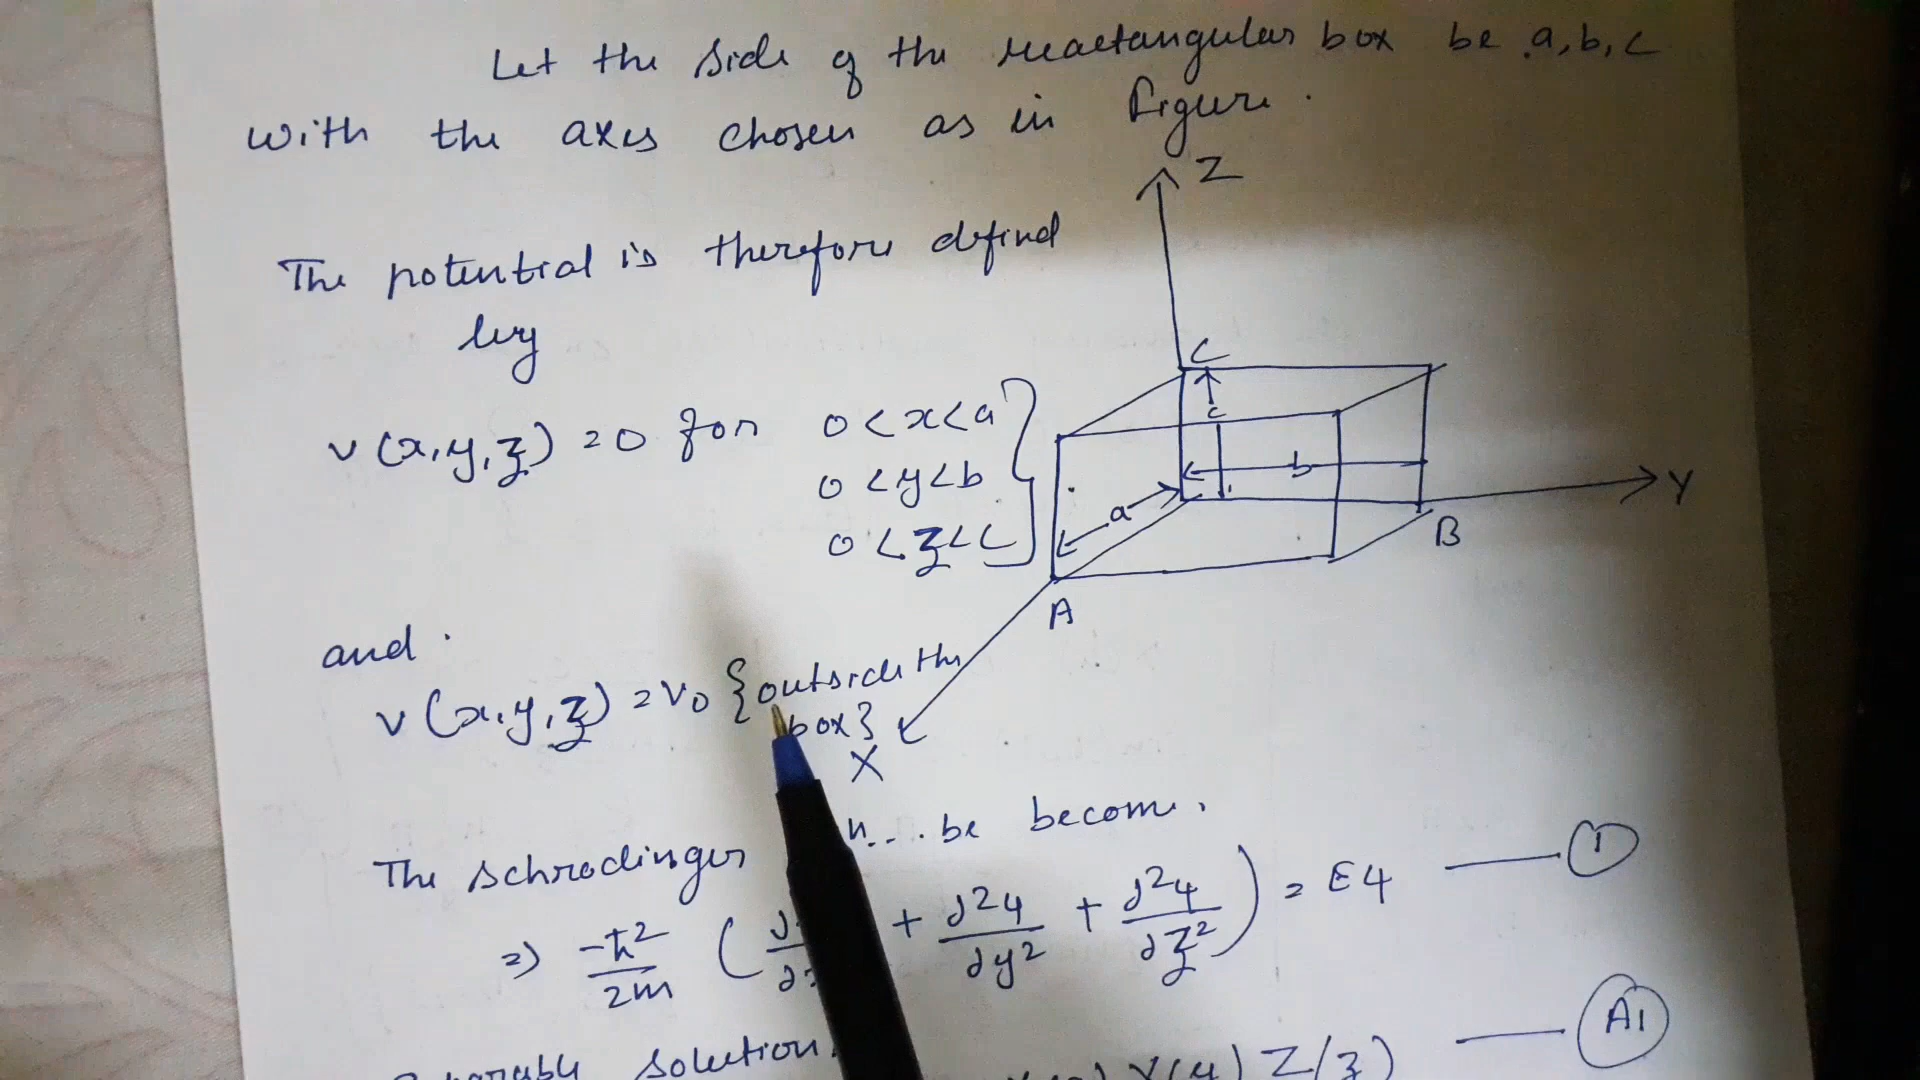 Let the side of the reactangular box be a, b, c
with the axes chosen as in figure.
Z
The potential is therefore defind
by
C
v(x,y,z) = 0 for 0<x<a
c
0<y<b
b
Y
a
0<z<c
B
A
and
v(x,y,z) = V0 {outside the
box}
X
The schrodinger be become.
=> -ħ²/2m ( + ∂²ψ/∂y² + ∂²ψ/∂z² ) = Eψ —— (1)
solution Y(y) Z(z) —— (A1)